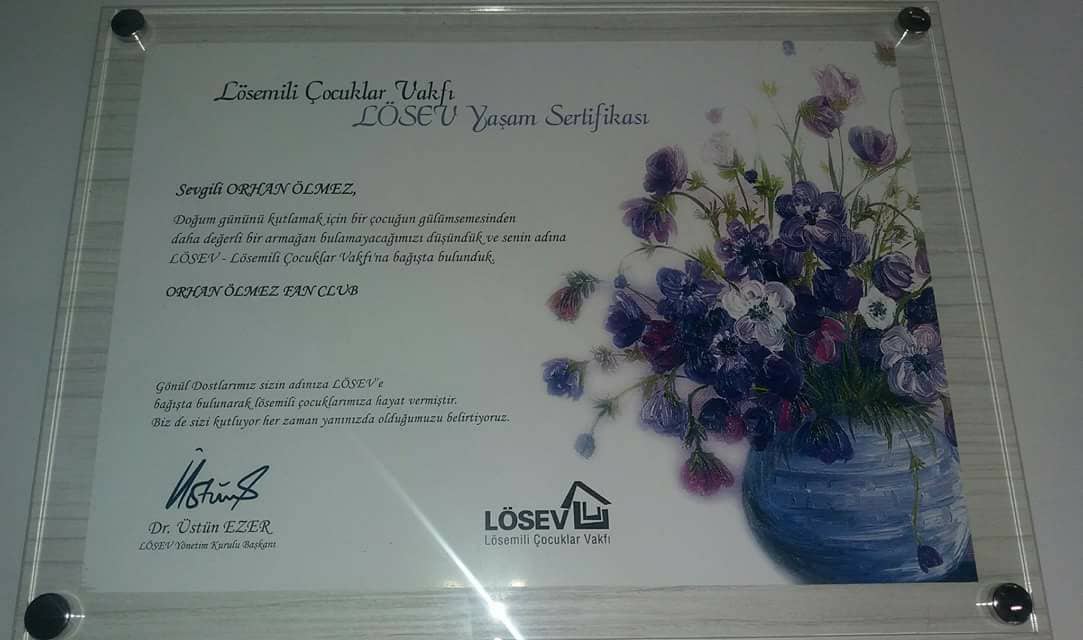 Lösemili Çocuklar Vakfı
LÖSEV Yaşam Sertifikası
Sevgili ORHAN ÖLMEZ,
Doğum gününü kutlamak için bir çocuğun gülümsemesinden
daha değerli bir armağan bulamayacağımızı düşündük ve senin adına
LÖSEV - Lösemili Çocuklar Vakfı'na bağışta bulunduk.
ORHAN ÖLMEZ FAN CLUB
Gönül Dostlarımız sizin adınıza LÖSEV'e
bağışta bulunarak lösemili çocuklarımıza hayat vermiştir.
Biz de sizi kutluyor her zaman yanınızda olduğumuzu belirtiyoruz.
Dr. Üstün EZER
LÖSEV Yönetim Kurulu Başkanı
LÖSEV
Lösemili Çocuklar Vakfı